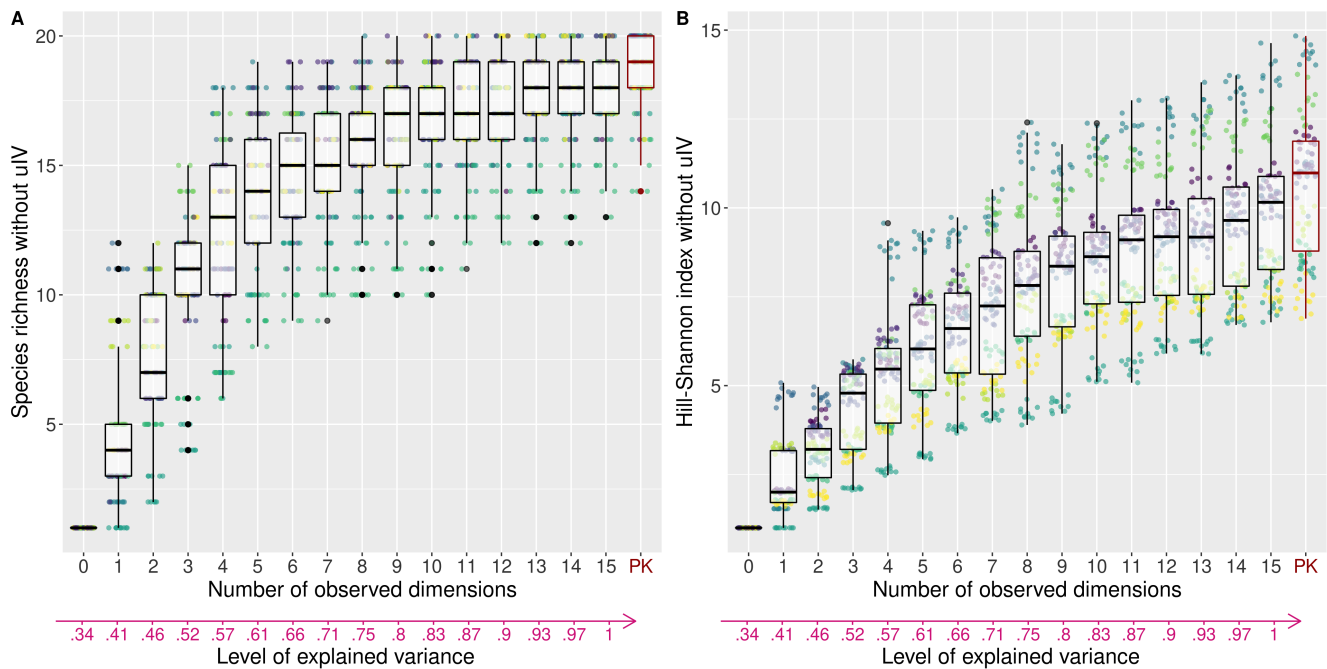 A
Species richness without uIV
20
15
10
5
0 1 2 3 4 5 6 7 8 9 10 11 12 13 14 15 PK
Number of observed dimensions
.34 .41 .46 .52 .57 .61 .66 .71 .75 .8 .83 .87 .9 .93 .97 1
Level of explained variance
B
Hill-Shannon index without uIV
15
10
5
0 1 2 3 4 5 6 7 8 9 10 11 12 13 14 15 PK
Number of observed dimensions
.34 .41 .46 .52 .57 .61 .66 .71 .75 .8 .83 .87 .9 .93 .97 1
Level of explained variance